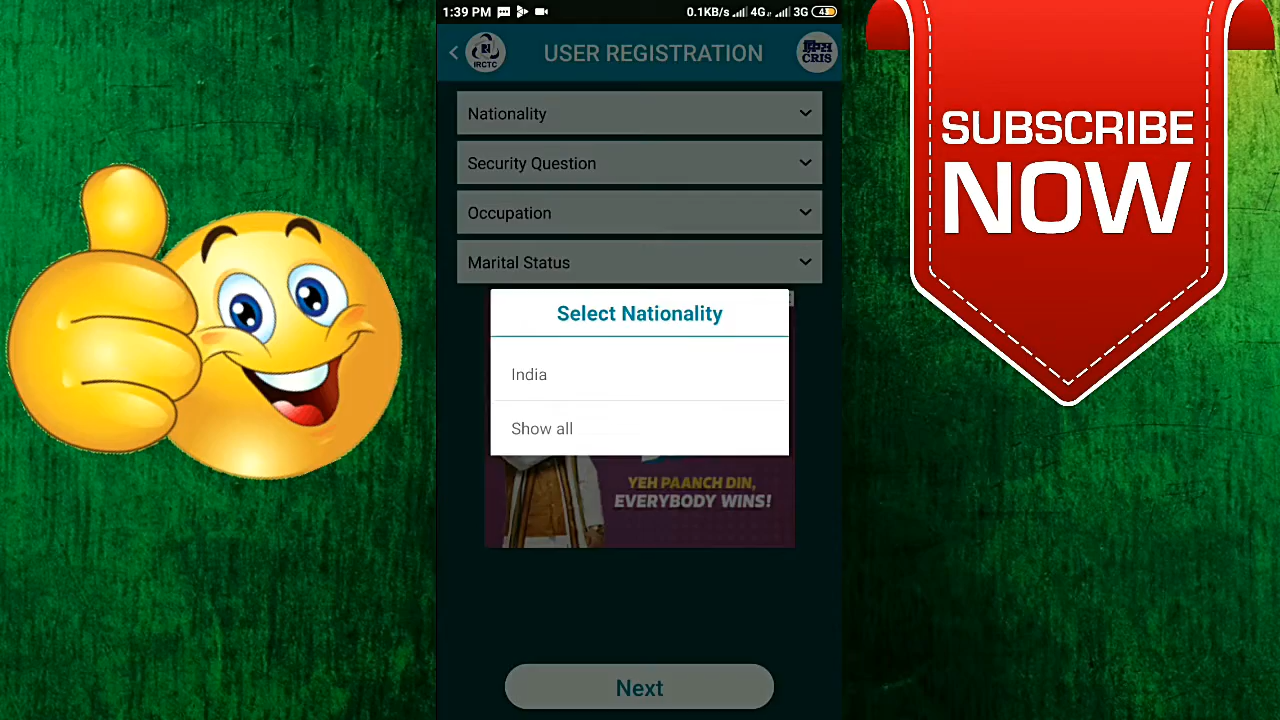 1:39 PM
0.1KB/s 4G 3G 43
IRCTC
USER REGISTRATION
CRIS
Nationality
Security Question
Occupation
Marital Status
Select Nationality
India
Show all
YEH PAANCH DIN,
EVERYBODY WINS!
Next
SUBSCRIBE
NOW